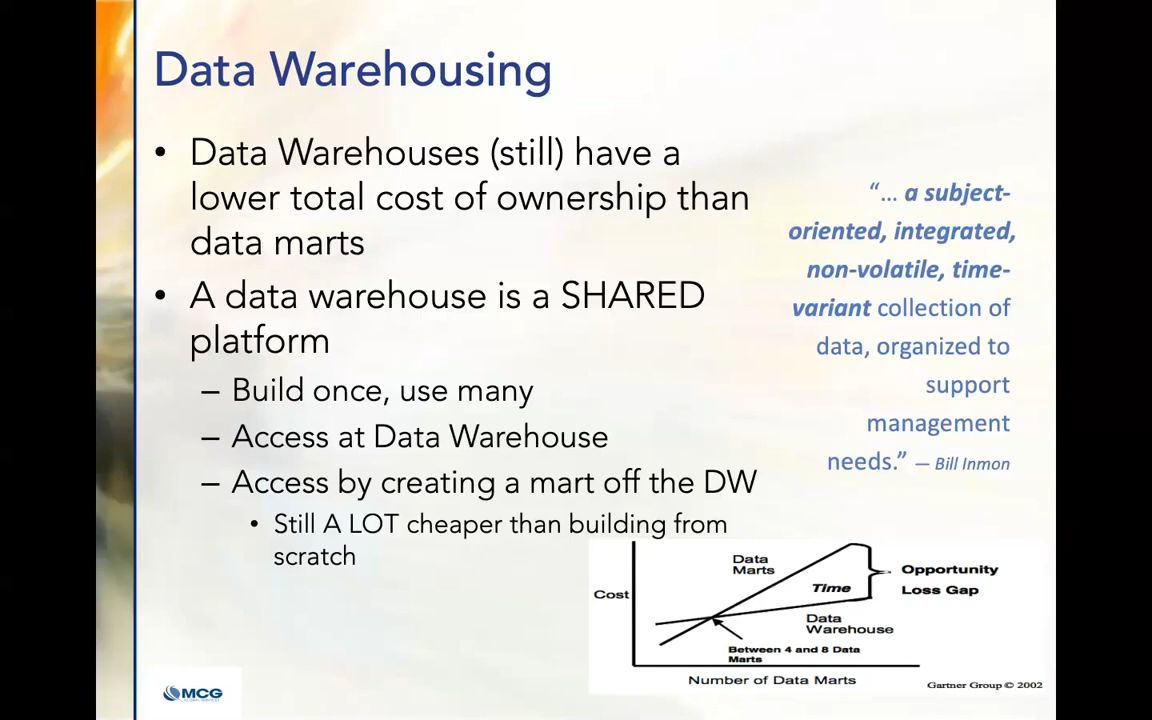 Data Warehousing
• Data Warehouses (still) have a
lower total cost of ownership than
data marts
• A data warehouse is a SHARED
platform
– Build once, use many
– Access at Data Warehouse
– Access by creating a mart off the DW
• Still A LOT cheaper than building from
scratch
“... a subject-
oriented, integrated,
non-volatile, time-
variant collection of
data, organized to
support
management
needs.” — Bill Inmon
Data
Marts
Cost
Time
Opportunity
Loss Gap
Data
Warehouse
Between 4 and 8 Data
Marts
Number of Data Marts
Gartner Group © 2002
MCG